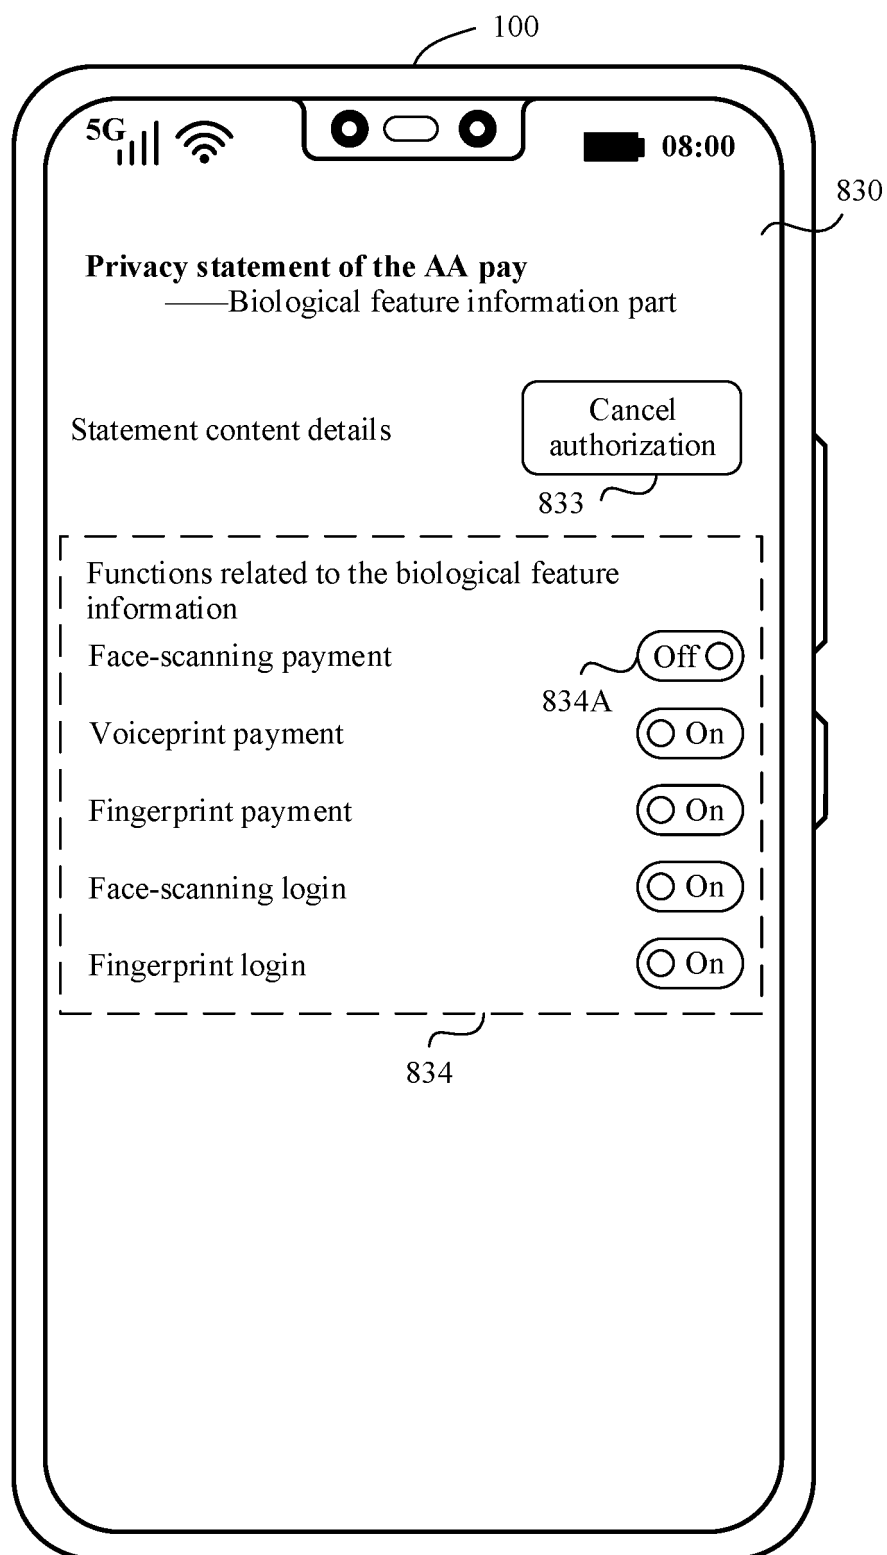 100
5G
08:00
830
Privacy statement of the AA pay
——Biological feature information part
Statement content details
Cancel
authorization
833
Functions related to the biological feature
information
Face-scanning payment
Off
834A
Voiceprint payment
On
Fingerprint payment
On
Face-scanning login
On
Fingerprint login
On
834